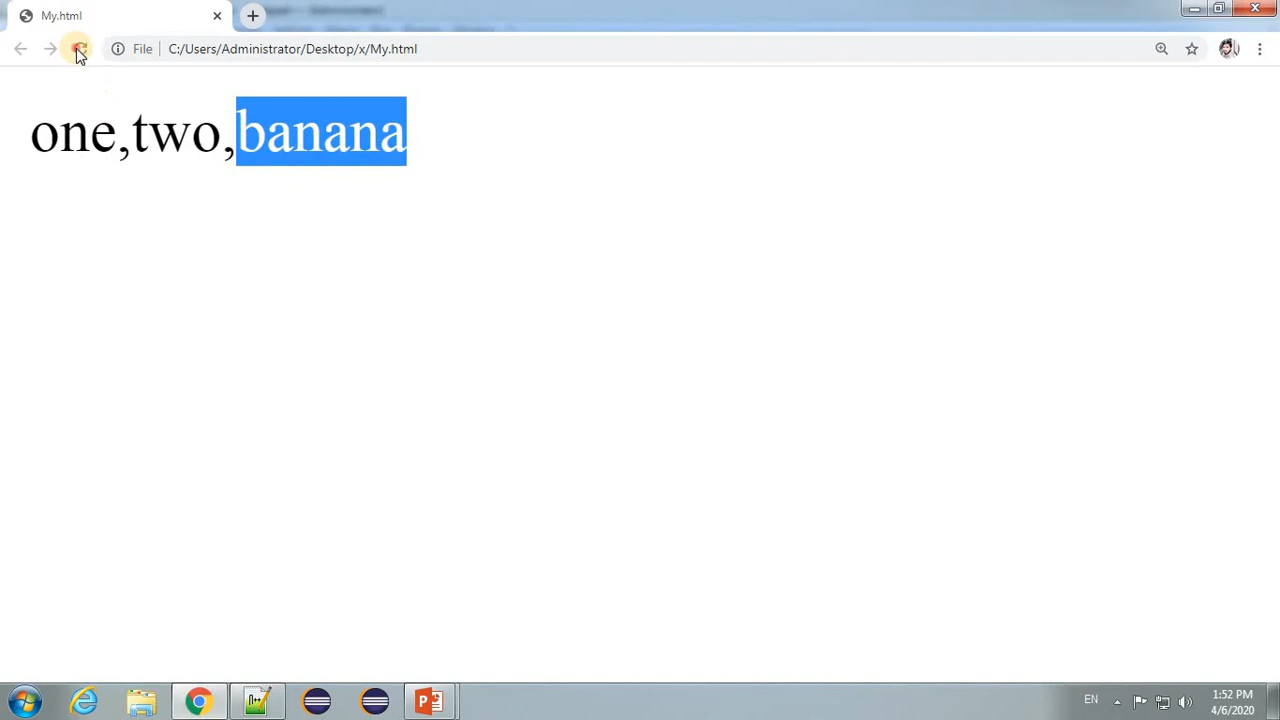 My.html
File C:/Users/Administrator/Desktop/x/My.html
one,two,banana
EN
1:52 PM
4/6/2020